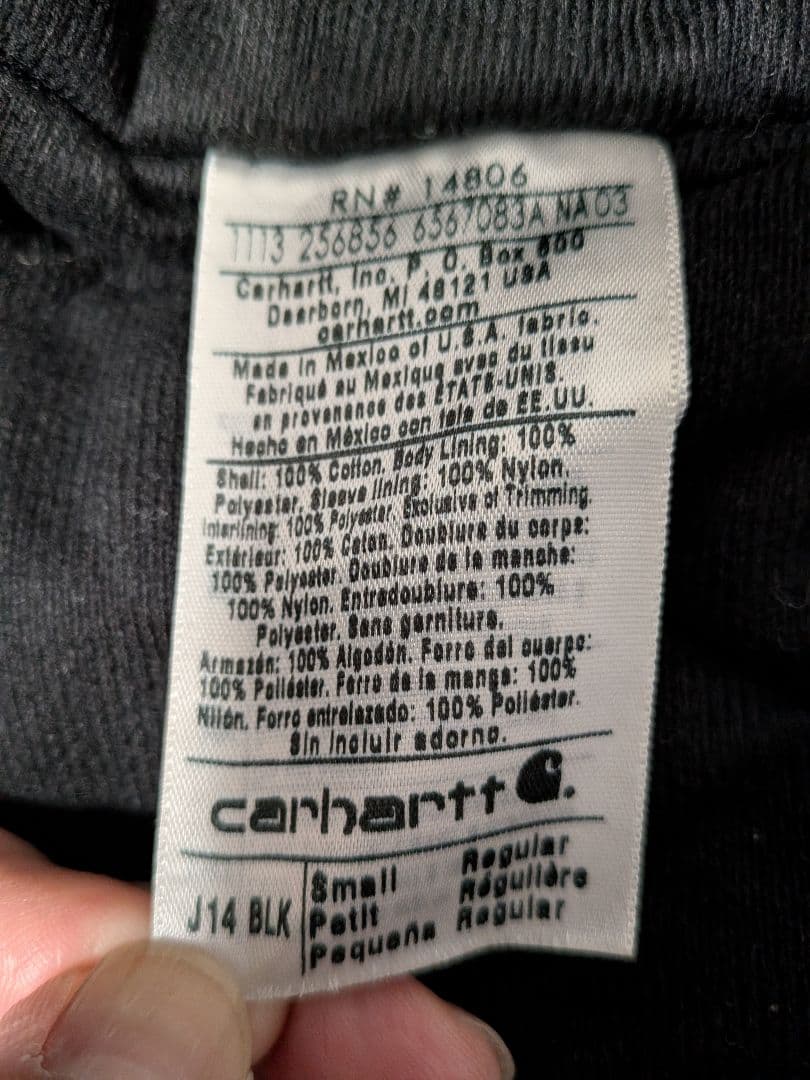 RN# 14806
1113 256856 6567083A NA 03
Carhartt, Inc. P. O. Box 600
Dearborn, MI 48121 USA
carhartt.com
Made in Mexico of U.S.A. fabric.
Fabriqué au Mexique avec du tissu
en provenance des ÉTATS-UNIS.
Hecho en México con tela de EE.UU.
Shell: 100% Cotton. Body Lining: 100%
Polyester. Sleeve lining: 100% Nylon.
Interlining: 100% Polyester. Exclusive of Trimming.
Extérieur: 100% Coton. Doublure du corps:
100% Polyester. Doublure de la manche:
100% Nylon. Entredoublure: 100%
Polyester. Sans garniture.
Armazón: 100% Algodón. Forro del cuerpo:
100% Poliéster. Forro de la manga: 100%
Nilón. Forro entrelazado: 100% Poliéster.
Sin incluir adorno.
carhartt
J14 BLK
Small Regular
Petit Régulière
Pequeña Regular